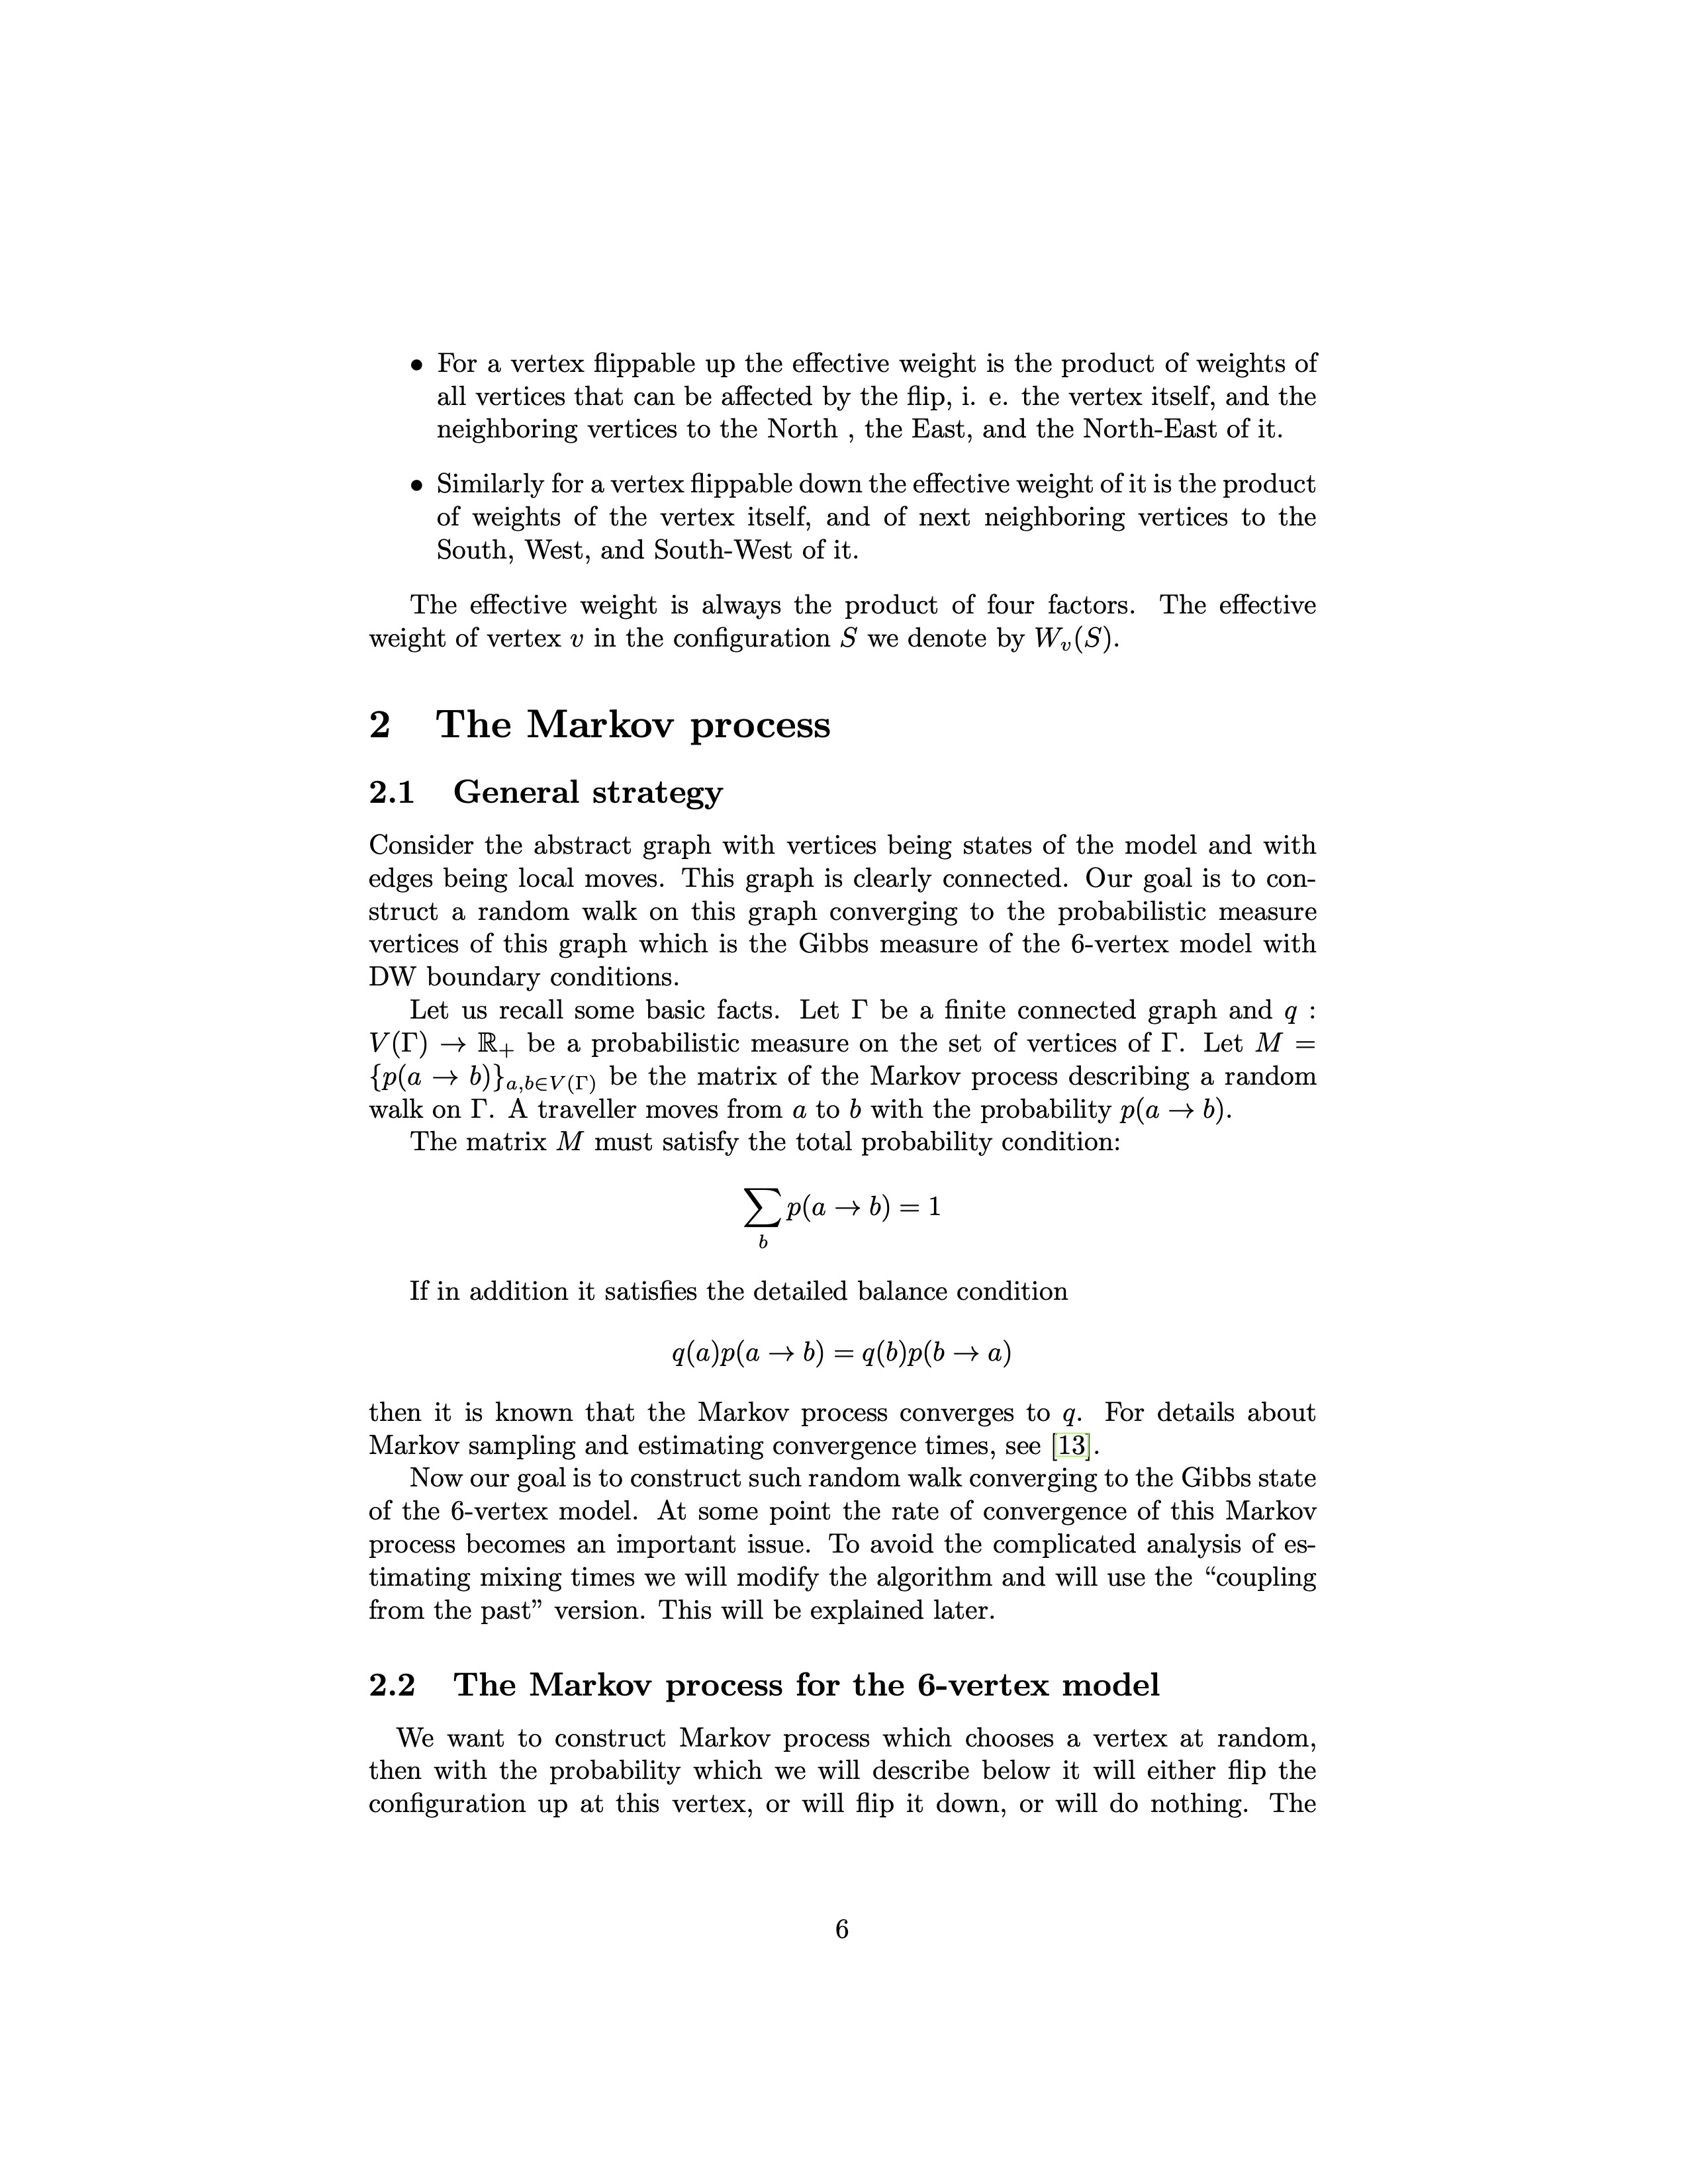 • For a vertex flippable up the effective weight is the product of weights of
all vertices that can be affected by the flip, i. e. the vertex itself, and the
neighboring vertices to the North , the East, and the North-East of it.
• Similarly for a vertex flippable down the effective weight of it is the product
of weights of the vertex itself, and of next neighboring vertices to the
South, West, and South-West of it.
The effective weight is always the product of four factors. The effective
weight of vertex v in the configuration S we denote by W_v(S).
2 The Markov process
2.1 General strategy
Consider the abstract graph with vertices being states of the model and with
edges being local moves. This graph is clearly connected. Our goal is to con-
struct a random walk on this graph converging to the probabilistic measure
vertices of this graph which is the Gibbs measure of the 6-vertex model with
DW boundary conditions.
Let us recall some basic facts. Let Γ be a finite connected graph and q :
V(Γ) → ℝ₊ be a probabilistic measure on the set of vertices of Γ. Let M =
{p(a → b)}_{a,b∈V(Γ)} be the matrix of the Markov process describing a random
walk on Γ. A traveller moves from a to b with the probability p(a → b).
The matrix M must satisfy the total probability condition:
∑_b p(a → b) = 1
If in addition it satisfies the detailed balance condition
q(a)p(a → b) = q(b)p(b → a)
then it is known that the Markov process converges to q. For details about
Markov sampling and estimating convergence times, see [13].
Now our goal is to construct such random walk converging to the Gibbs state
of the 6-vertex model. At some point the rate of convergence of this Markov
process becomes an important issue. To avoid the complicated analysis of es-
timating mixing times we will modify the algorithm and will use the “coupling
from the past” version. This will be explained later.
2.2 The Markov process for the 6-vertex model
We want to construct Markov process which chooses a vertex at random,
then with the probability which we will describe below it will either flip the
configuration up at this vertex, or will flip it down, or will do nothing. The
6